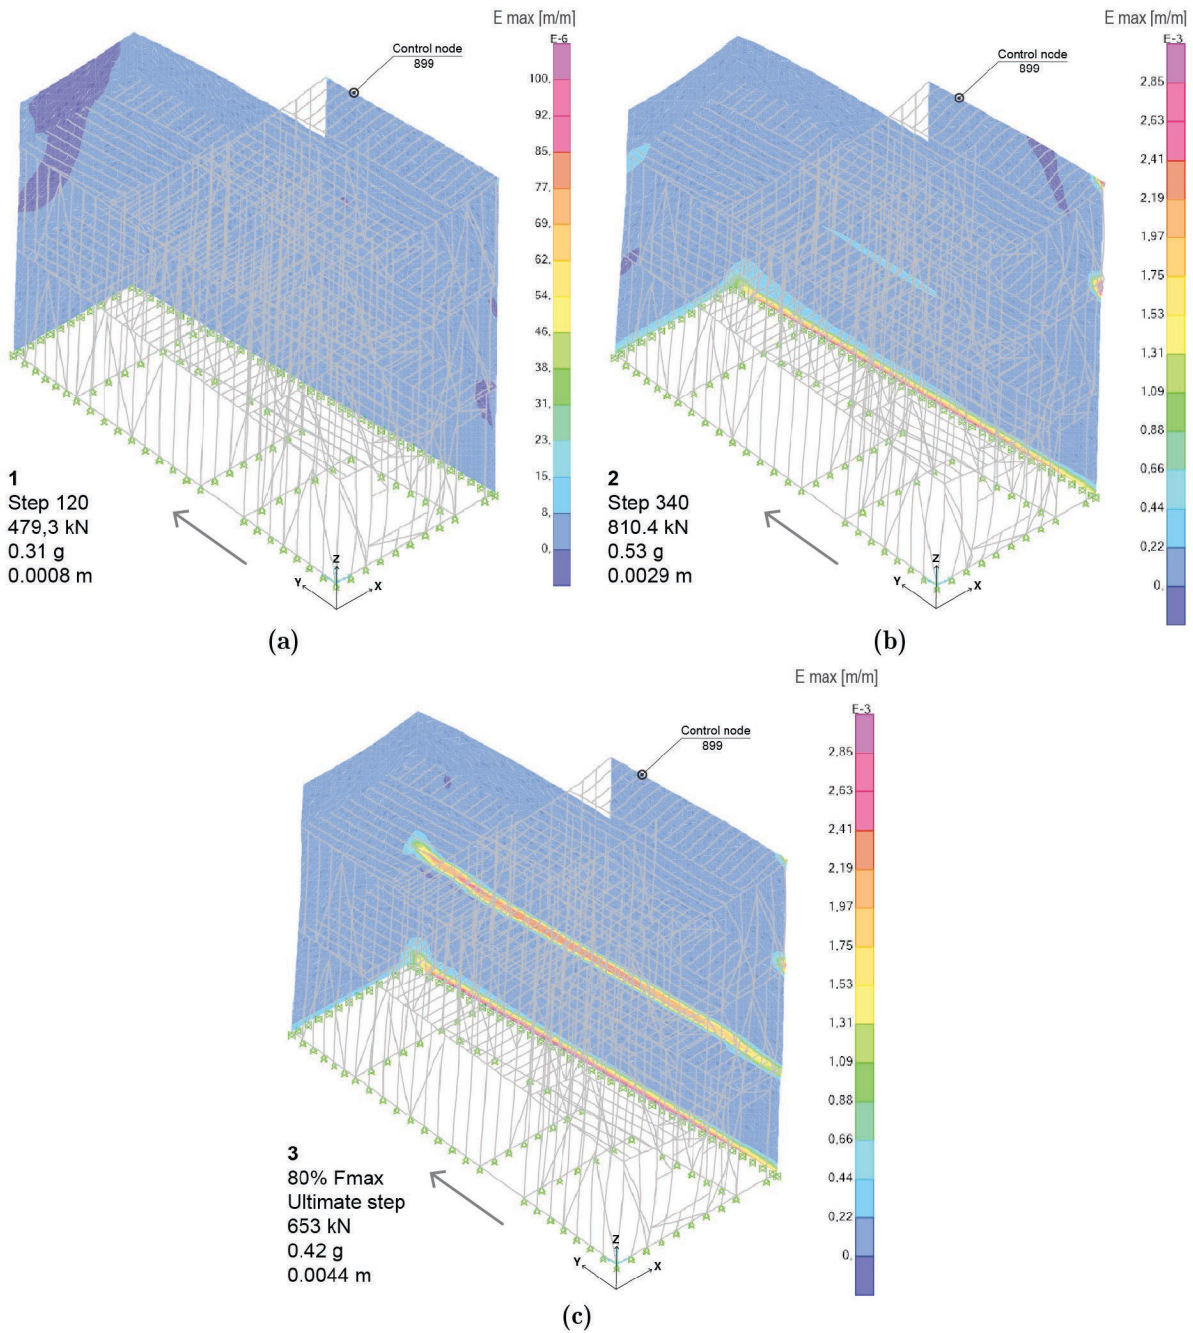 E max [m/m]
E-6
Control node
899
100,
92,
85,
77,
69,
62,
54,
46,
38,
31,
23,
15,
8,
0,
1
Step 120
479,3 kN
0.31 g
0.0008 m
Z
Y
X
(a)
E max [m/m]
E-3
Control node
899
2,85
2,63
2,41
2,19
1,97
1,75
1,53
1,31
1,09
0,88
0,66
0,44
0,22
0,
2
Step 340
810.4 kN
0.53 g
0.0029 m
Z
Y
X
(b)
E max [m/m]
E-3
Control node
899
2,85
2,63
2,41
2,19
1,97
1,75
1,53
1,31
1,09
0,88
0,66
0,44
0,22
0,
3
80% Fmax
Ultimate step
653 kN
0.42 g
0.0044 m
Z
Y
X
(c)